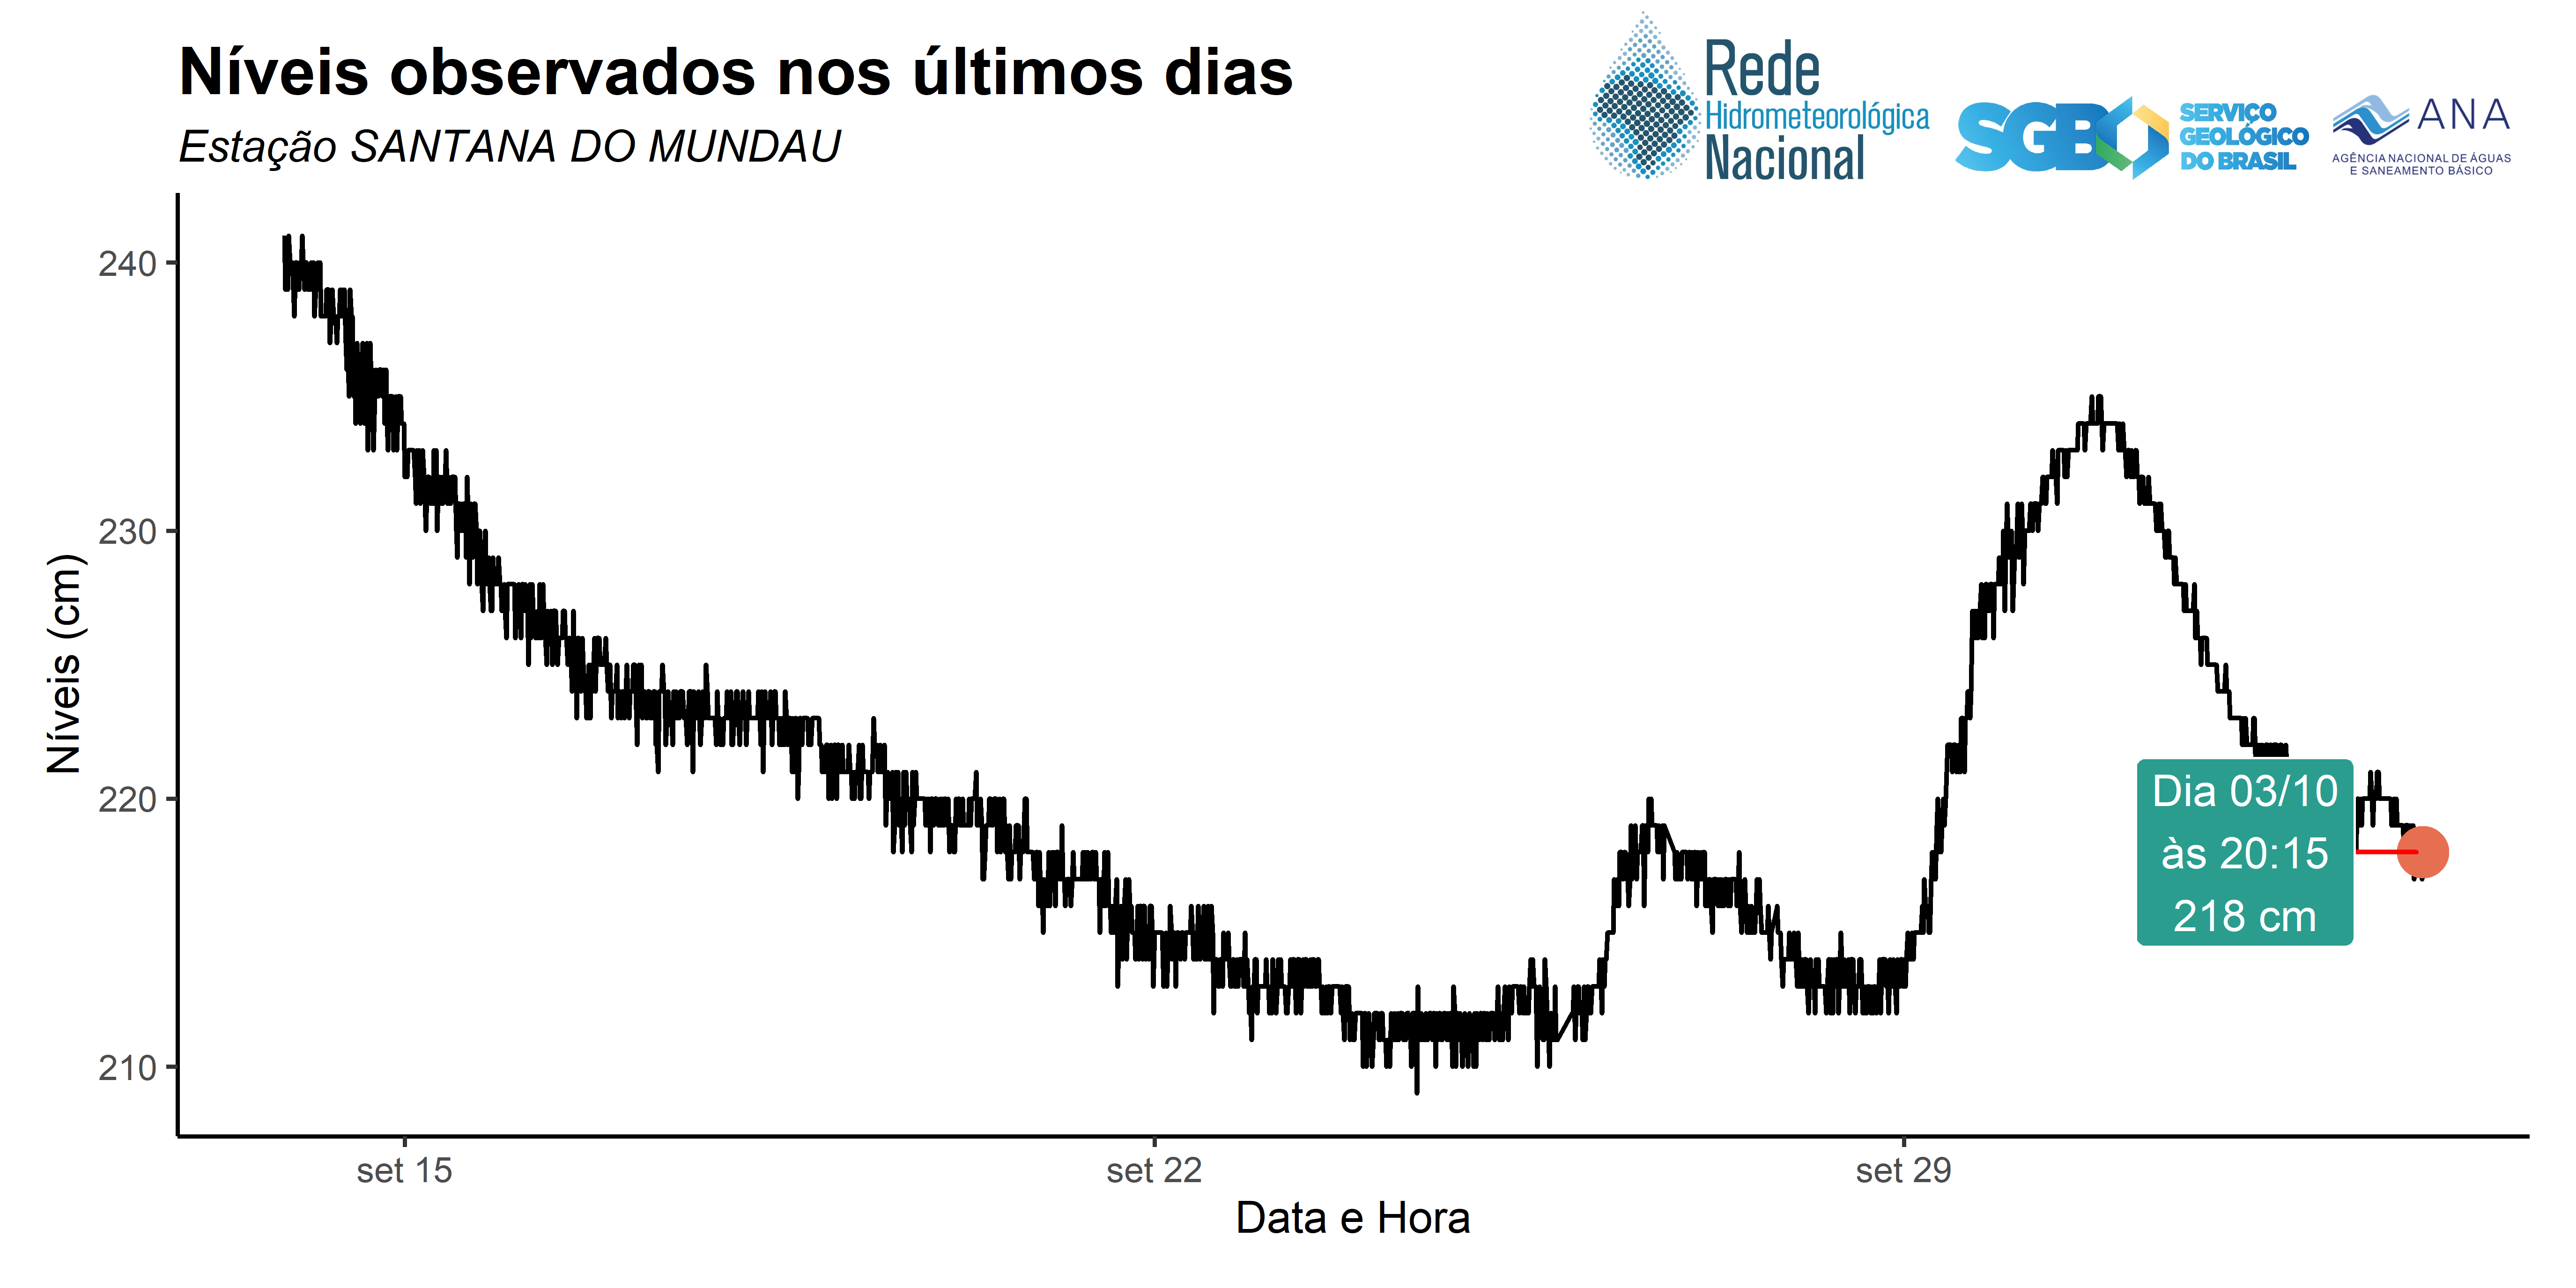 Níveis observados nos últimos dias
Estação SANTANA DO MUNDAU
Rede
Hidrometeorológica
Nacional
SGB
SERVIÇO
GEOLÓGICO
DO BRASIL
ANA
AGÊNCIA NACIONAL DE ÁGUAS
E SANEAMENTO BÁSICO
Níveis (cm)
240
230
220
210
Dia 03/10
às 20:15
218 cm
set 15
set 22
set 29
Data e Hora